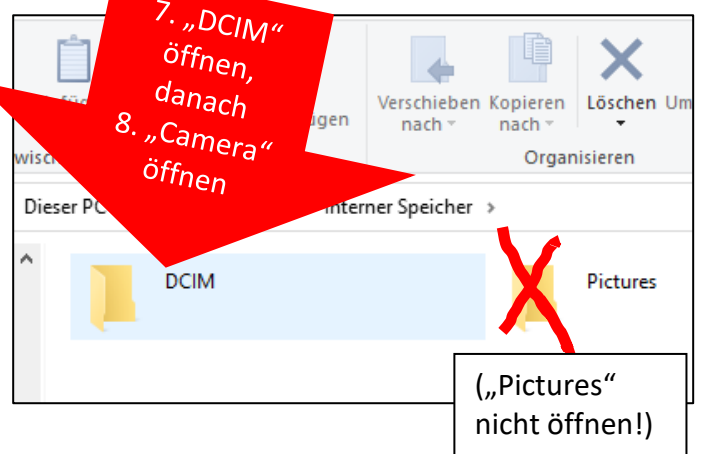 7. „DCIM“
öffnen,
danach
8. „Camera“
öffnen
Verschieben nach
Kopieren nach
Löschen
Um
Organisieren
Dieser PC
Interner Speicher >
DCIM
Pictures
(„Pictures“
nicht öffnen!)